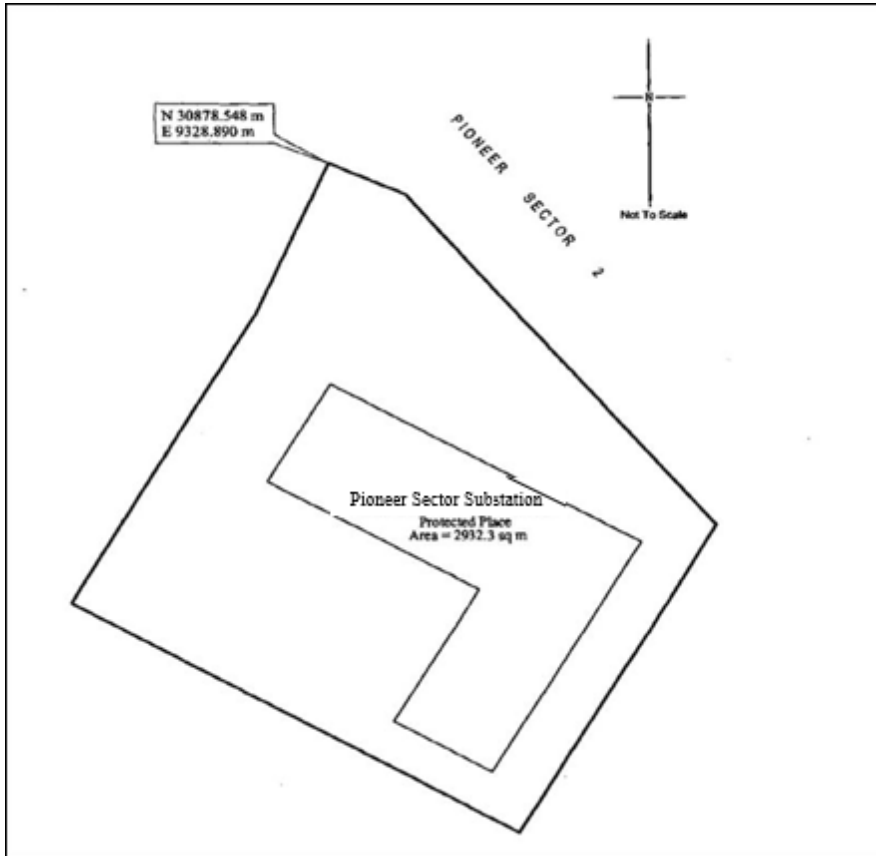 N 30878.548 m
E 9328.890 m
PIONEER SECTOR 2
N
Not To Scale
Pioneer Sector Substation
Protected Place
Area = 2932.3 sq m